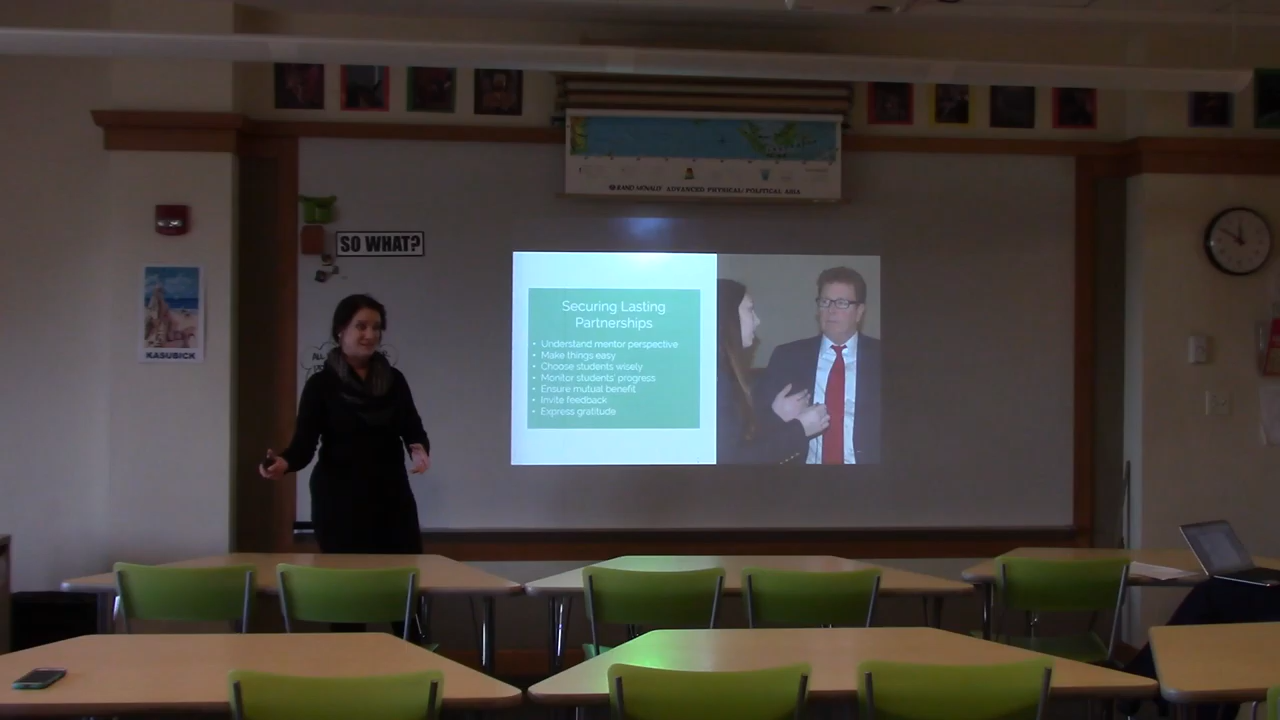 RAND MCNALLY ADVANCED PHYSICAL/POLITICAL ASIA
SO WHAT?
KASUBICK
Securing Lasting
Partnerships
• Understand mentor perspective
• Make things easy
• Choose students wisely
• Monitor students' progress
• Ensure mutual benefit
• Invite feedback
• Express gratitude